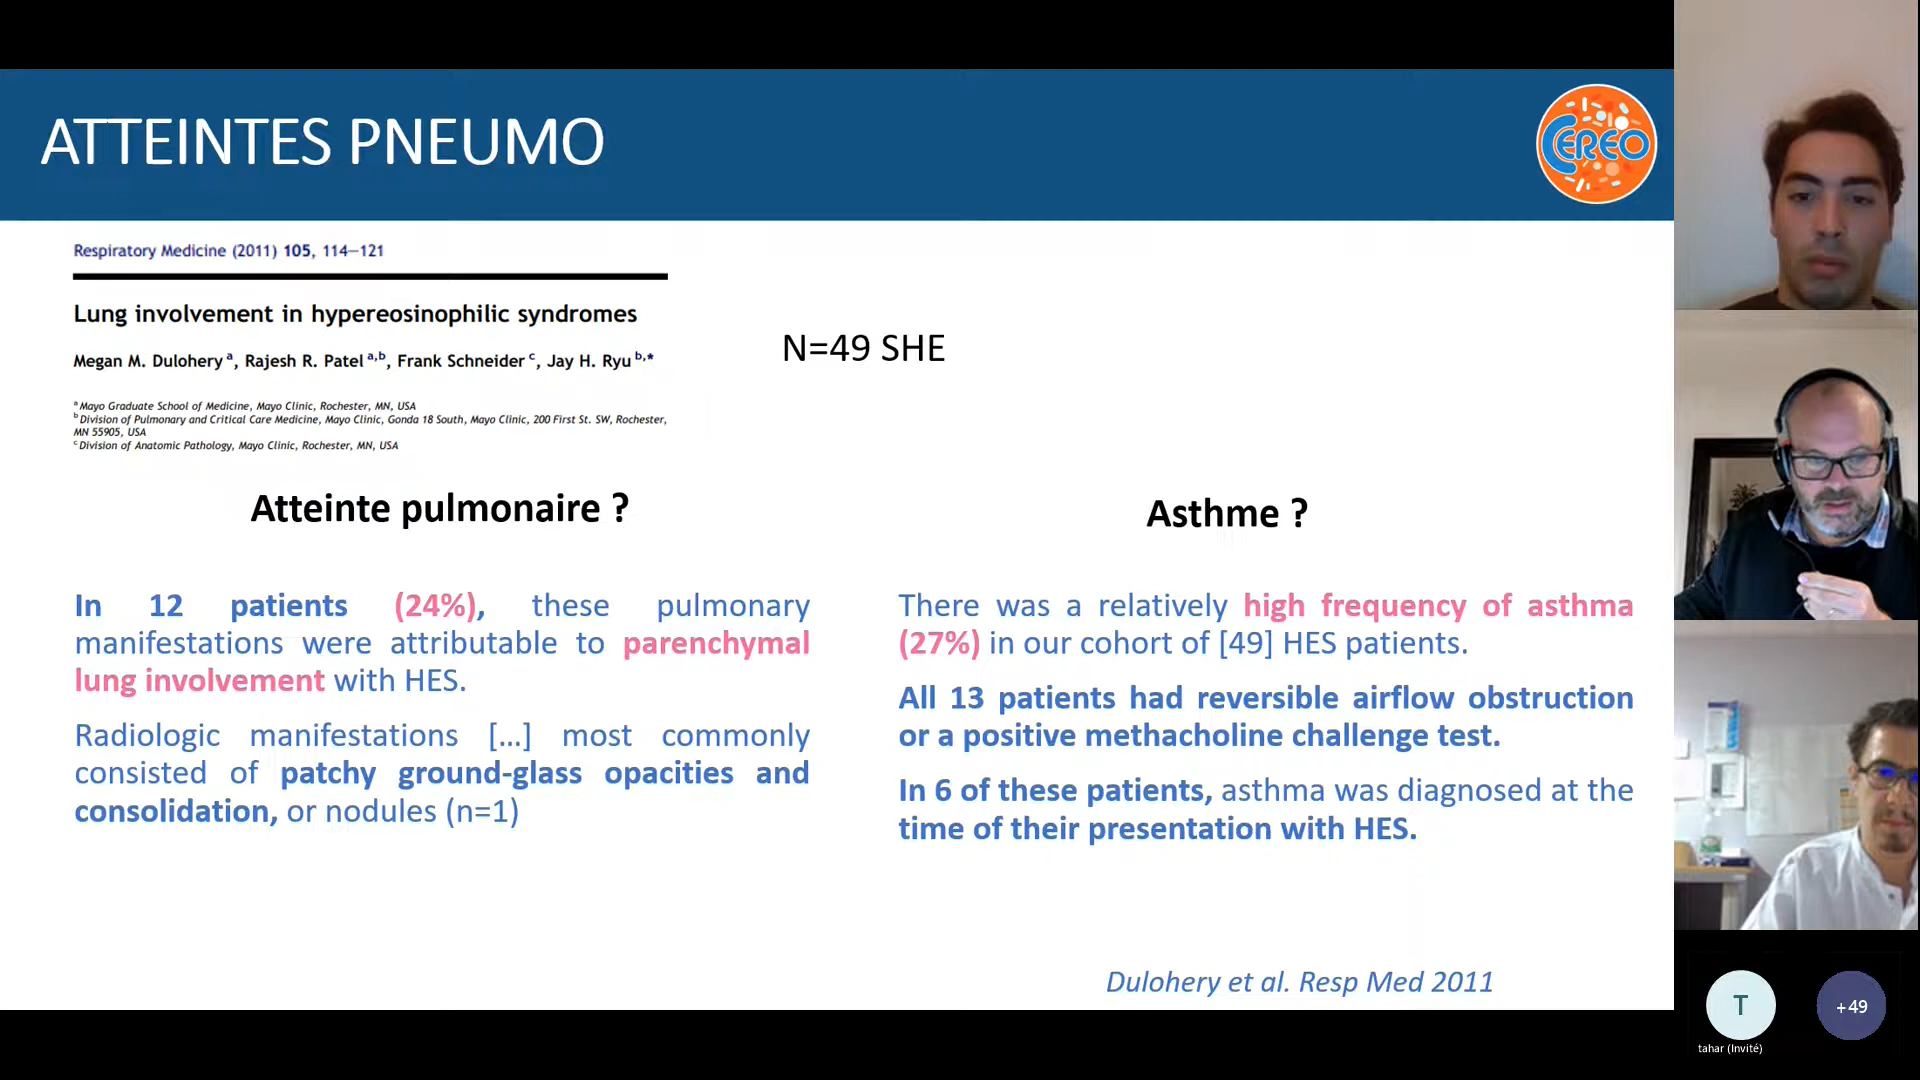 ATTEINTES PNEUMO
CEREO
Respiratory Medicine (2011) 105, 114–121
Lung involvement in hypereosinophilic syndromes
Megan M. Dulohery a, Rajesh R. Patel a,b, Frank Schneider c, Jay H. Ryu b,*
a Mayo Graduate School of Medicine, Mayo Clinic, Rochester, MN, USA
b Division of Pulmonary and Critical Care Medicine, Mayo Clinic, Gonda 18 South, Mayo Clinic, 200 First St. SW, Rochester,
MN 55905, USA
c Division of Anatomic Pathology, Mayo Clinic, Rochester, MN, USA
N=49 SHE
Atteinte pulmonaire ?
In 12 patients (24%), these pulmonary
manifestations were attributable to parenchymal
lung involvement with HES.
Radiologic manifestations […] most commonly
consisted of patchy ground-glass opacities and
consolidation, or nodules (n=1)
Asthme ?
There was a relatively high frequency of asthma
(27%) in our cohort of [49] HES patients.
All 13 patients had reversible airflow obstruction
or a positive methacholine challenge test.
In 6 of these patients, asthma was diagnosed at the
time of their presentation with HES.
Dulohery et al. Resp Med 2011
T
tahar (Invité)
+49